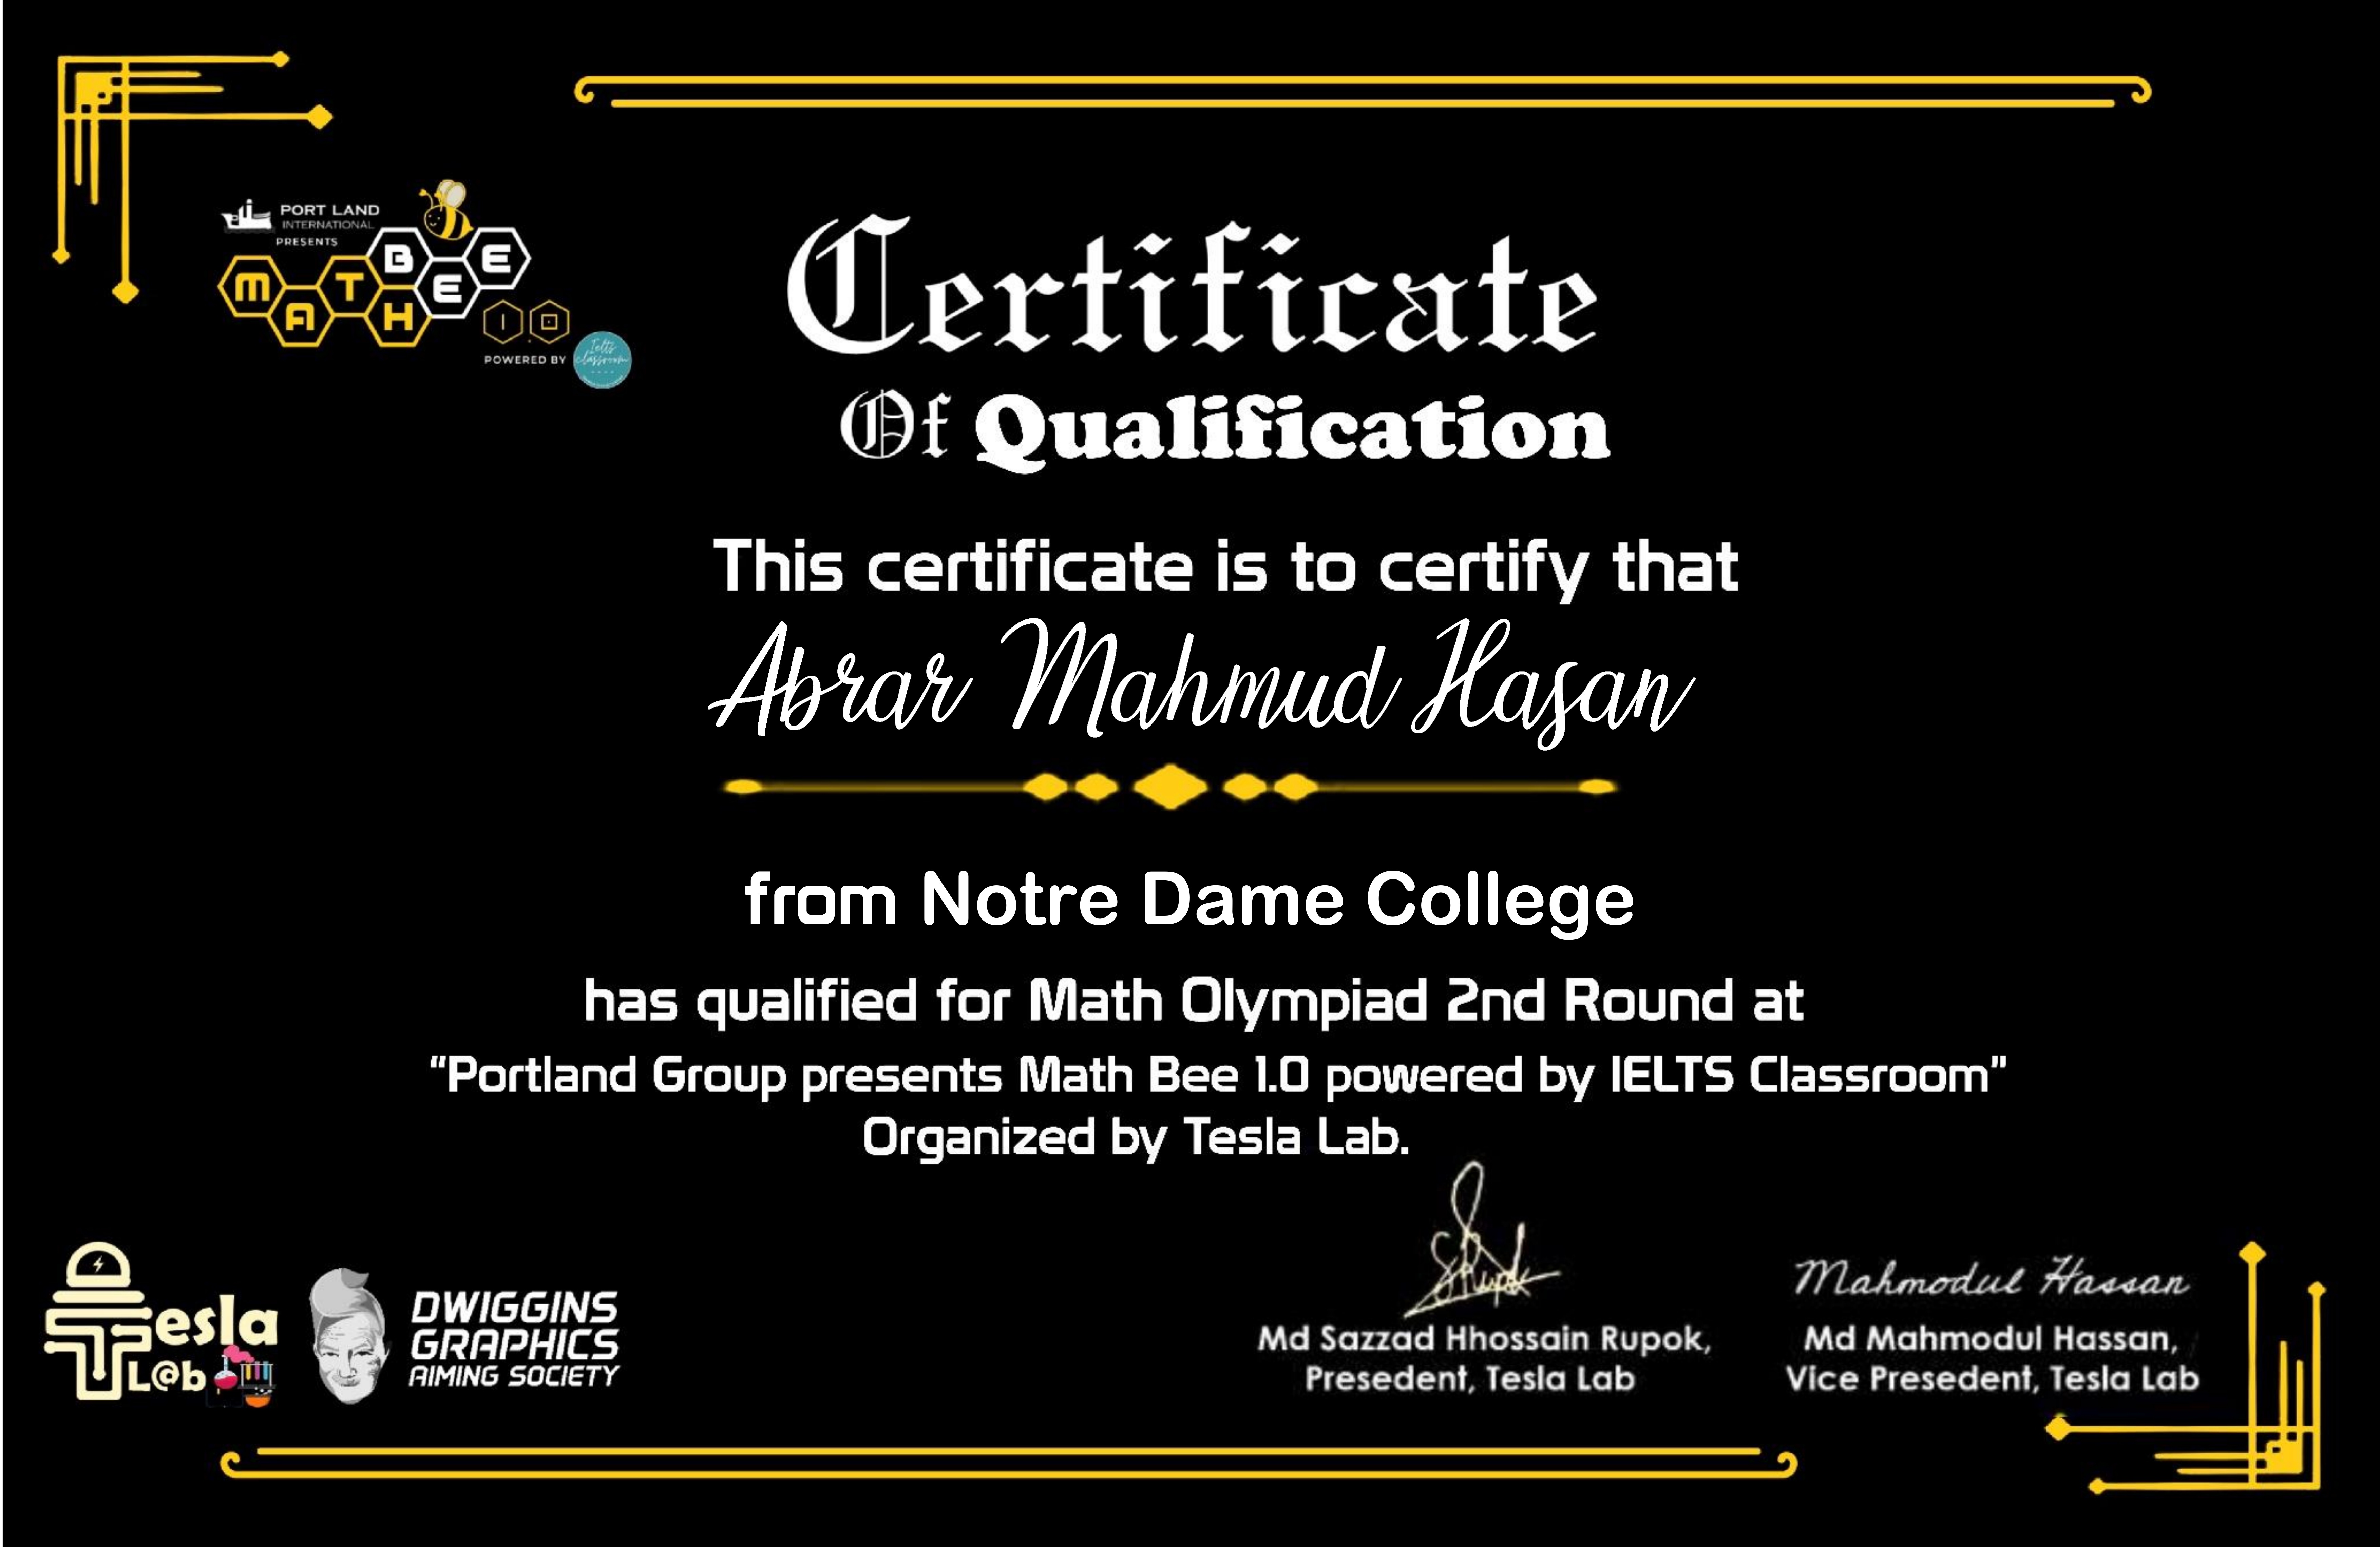 PORT LAND
INTERNATIONAL
PRESENTS
MATH BEE
1.0
POWERED BY
Ielts
classroom
Certificate
Of Qualification
This certificate is to certify that
Abrar Mahmud Hasan
from Notre Dame College
has qualified for Math Olympiad 2nd Round at
"Portland Group presents Math Bee 1.0 powered by IELTS Classroom"
Organized by Tesla Lab.
Tesla
L@b
DWIGGINS
GRAPHICS
AIMING SOCIETY
Md Sazzad Hhossain Rupok,
Presedent, Tesla Lab
Mahmodul Hassan
Md Mahmodul Hassan,
Vice Presedent, Tesla Lab